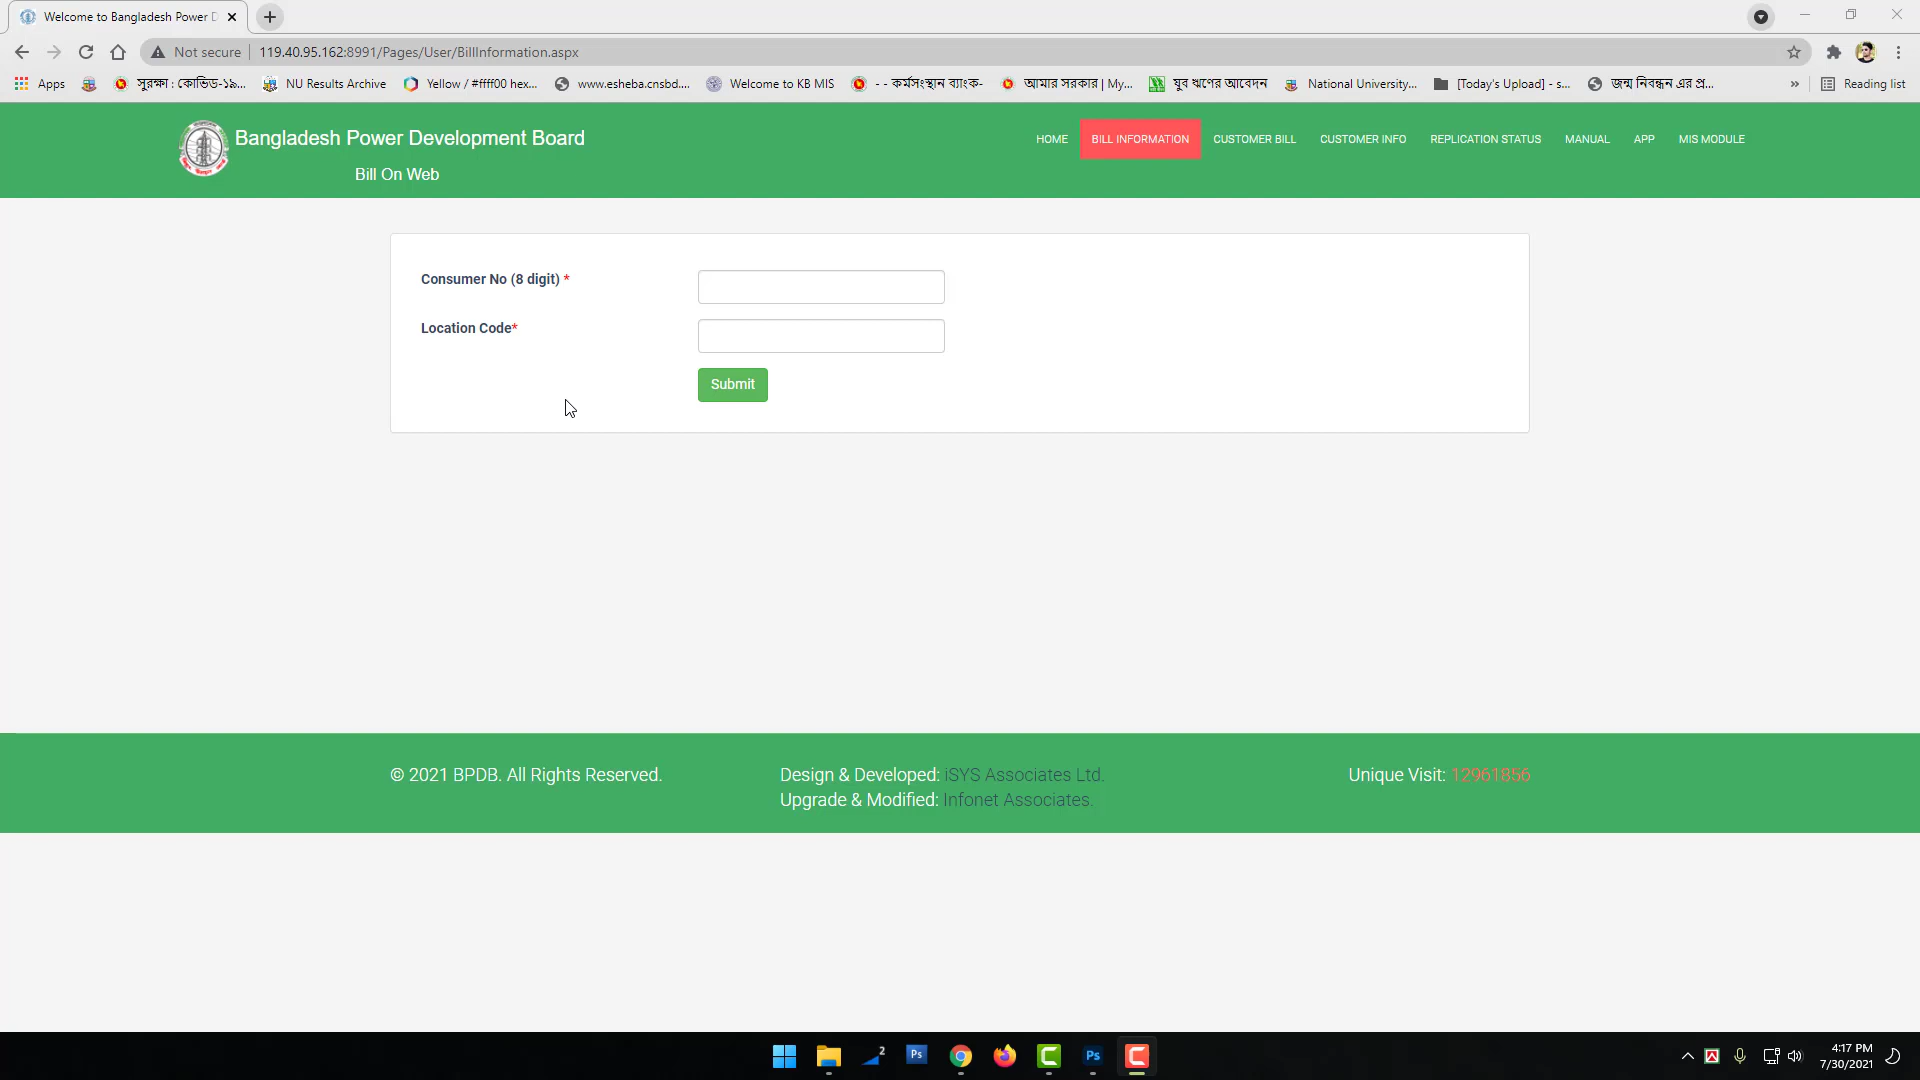 Welcome to Bangladesh Power D
Not secure
119.40.95.162:8991/Pages/User/BillInformation.aspx
Apps
সুরক্ষা : কোভিড-১৯...
NU Results Archive
Yellow / #ffff00 hex...
www.esheba.cnsbd....
Welcome to KB MIS
- - কর্মসংস্থান ব্যাংক-
আমার সরকার | My...
যুব ঋণের আবেদন
National University...
[Today's Upload] - s...
জন্ম নিবন্ধন এর প্র...
»
Reading list
Bangladesh Power Development Board
Bill On Web
HOME
BILL INFORMATION
CUSTOMER BILL
CUSTOMER INFO
REPLICATION STATUS
MANUAL
APP
MIS MODULE
Consumer No (8 digit) *
Location Code*
Submit
© 2021 BPDB. All Rights Reserved.
Design & Developed: iSYS Associates Ltd.
Upgrade & Modified: Infonet Associates.
Unique Visit: 12961856
2
Ps
Ps
4:17 PM
7/30/2021